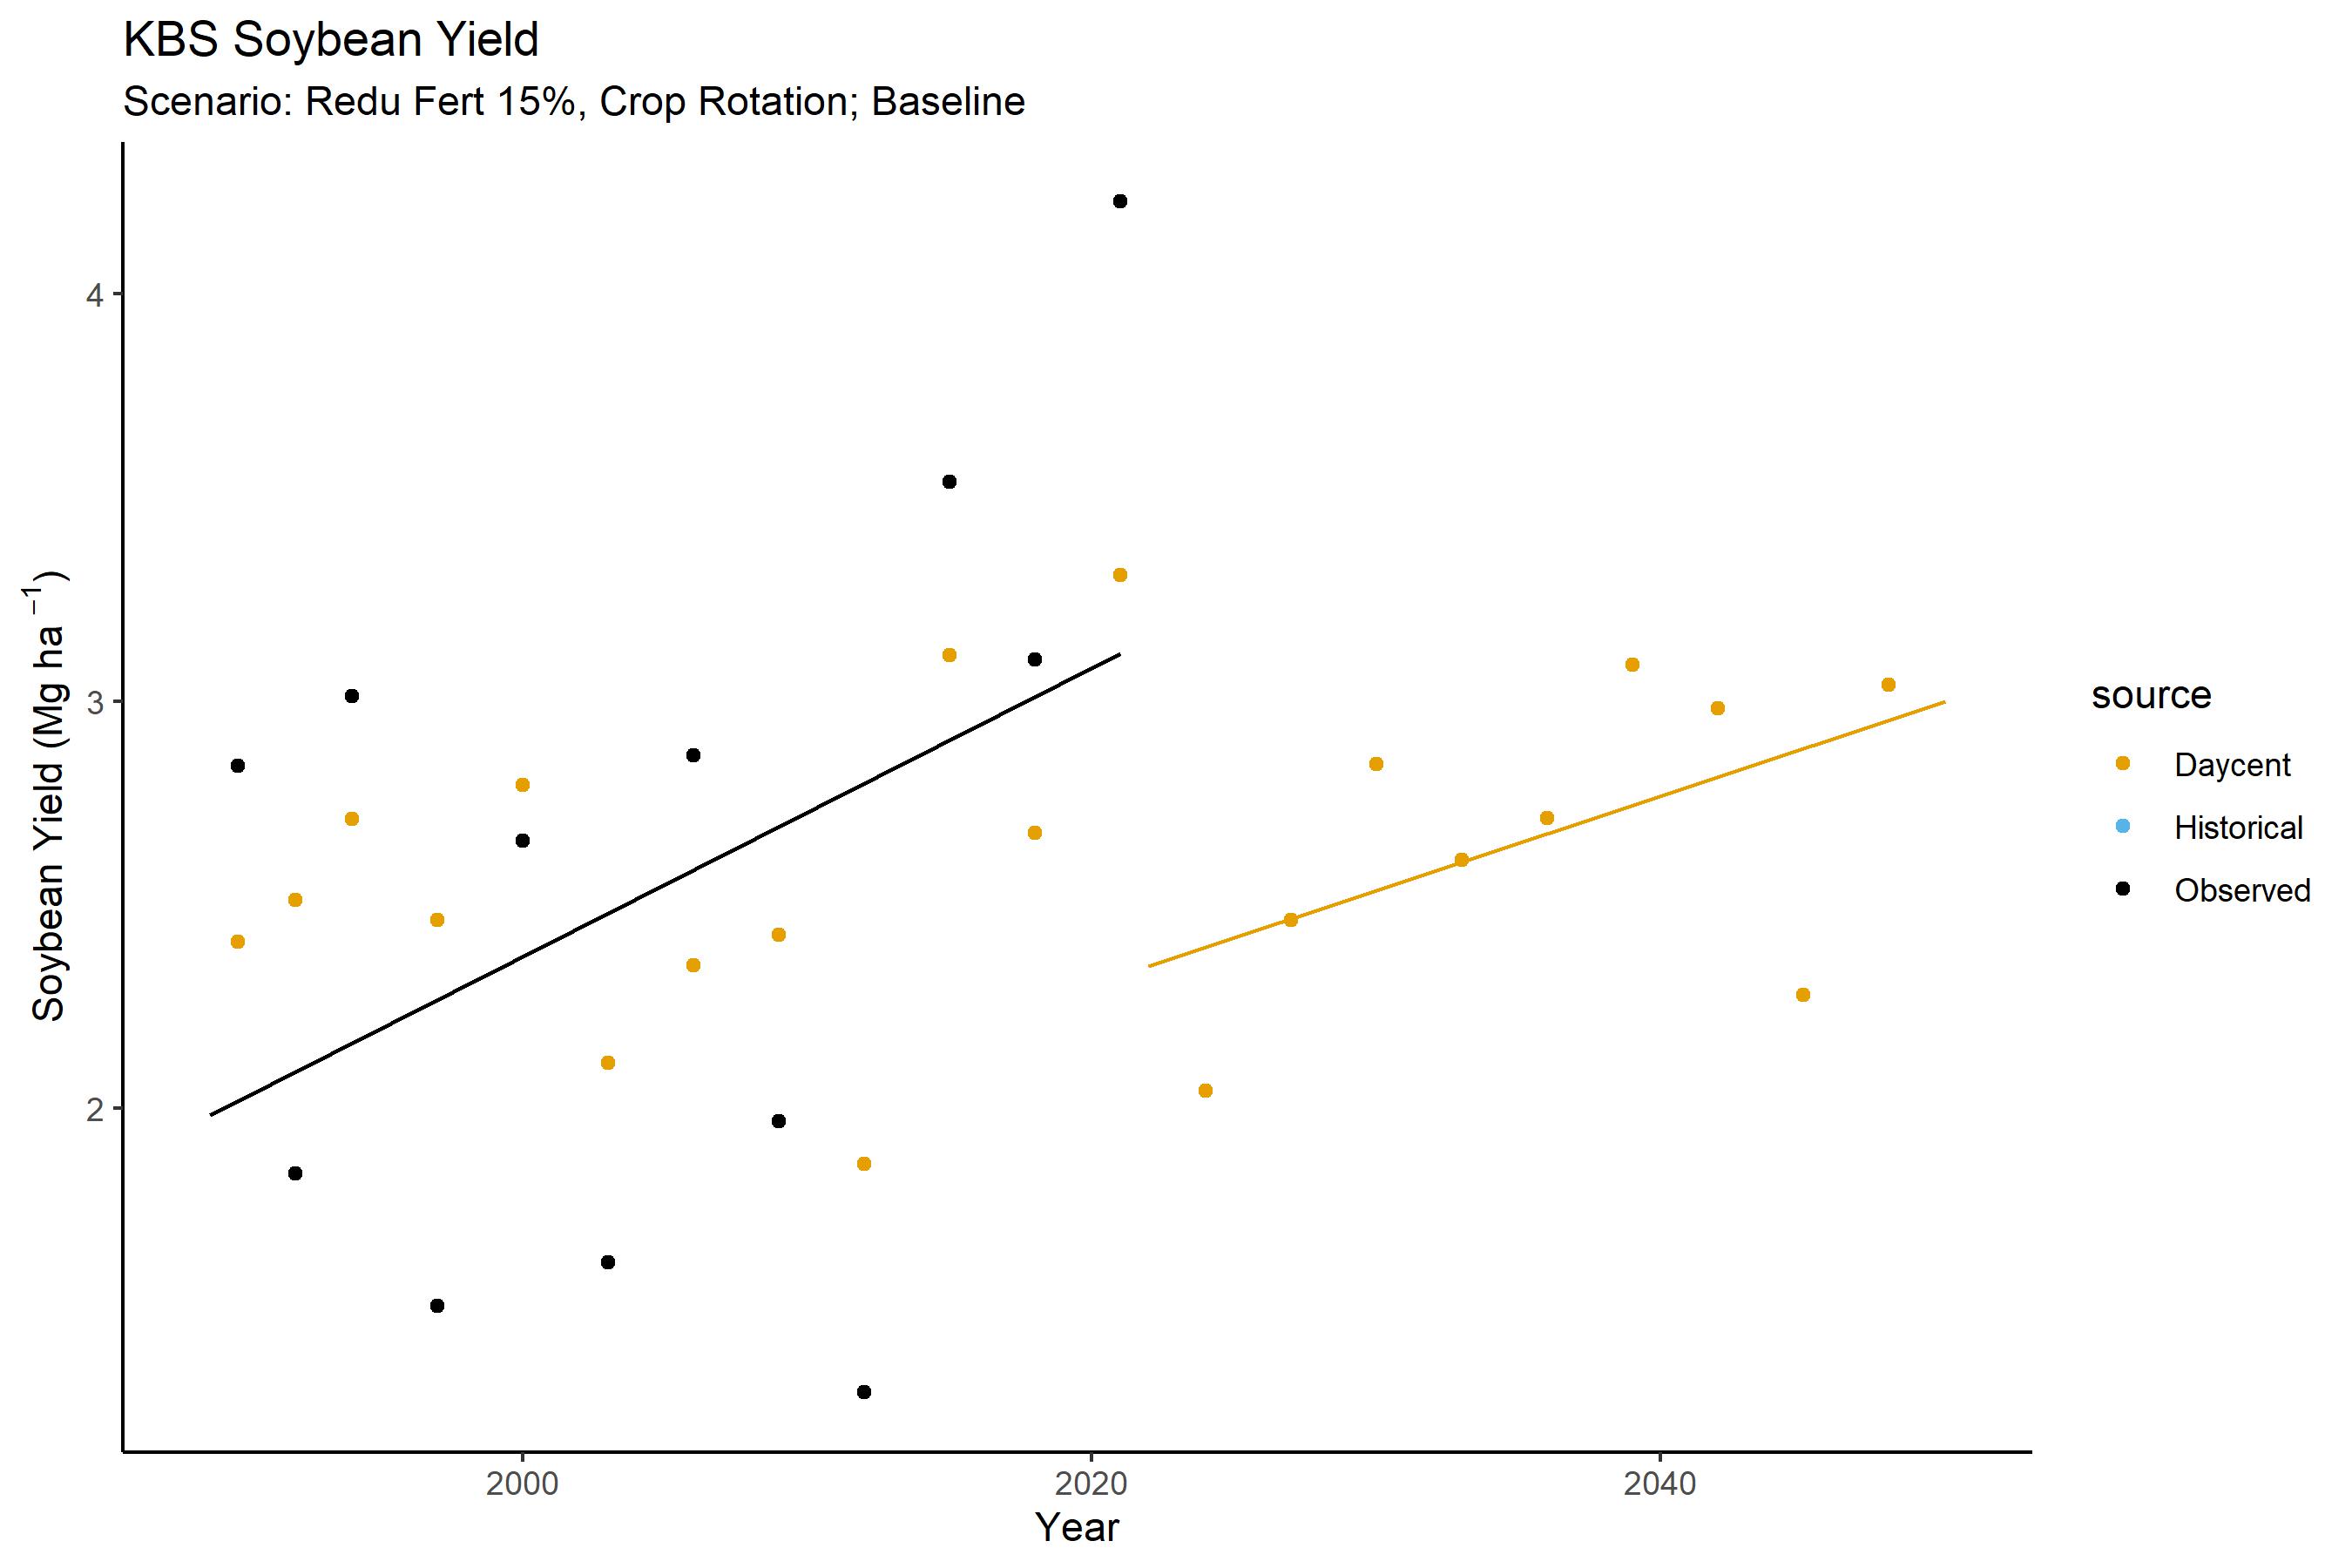 KBS Soybean Yield
Scenario: Redu Fert 15%, Crop Rotation; Baseline
Soybean Yield (Mg ha⁻¹)
4
3
2
2000
2020
2040
Year
source
Daycent
Historical
Observed